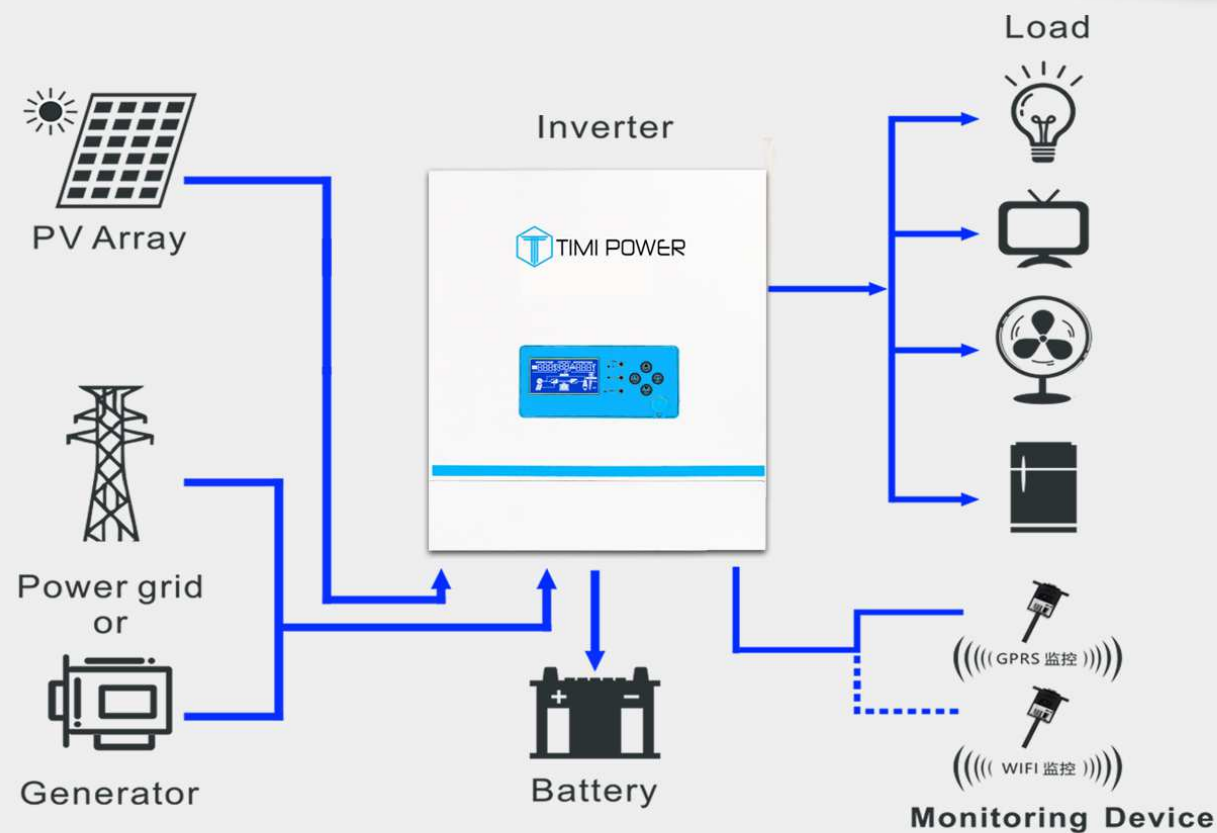 Load
Inverter
PV Array
TIMI POWER
Power grid
or
Generator
+ −
Battery
GPRS 监控
WIFI 监控
Monitoring Device